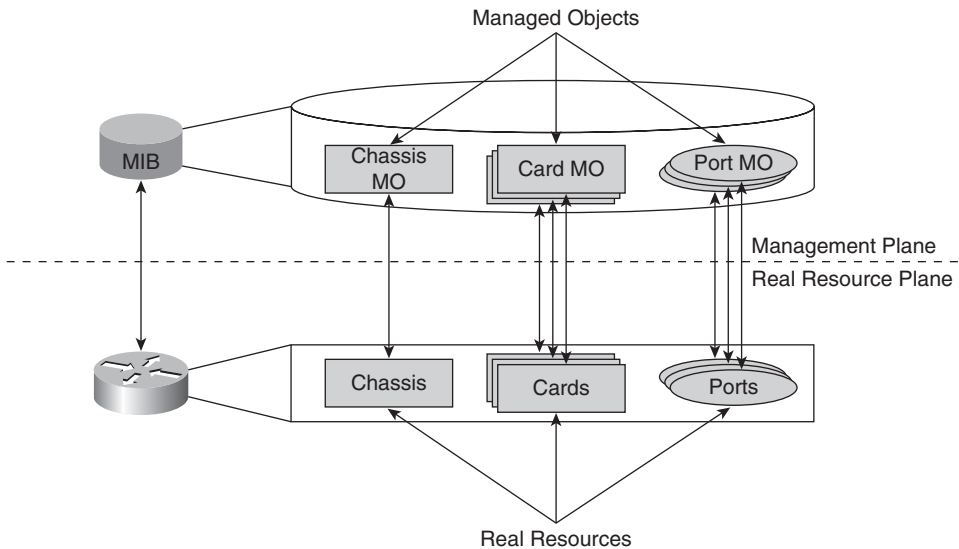 Managed Objects
MIB
Chassis
MO
Card MO
Port MO
Management Plane
Real Resource Plane
Chassis
Cards
Ports
Real Resources